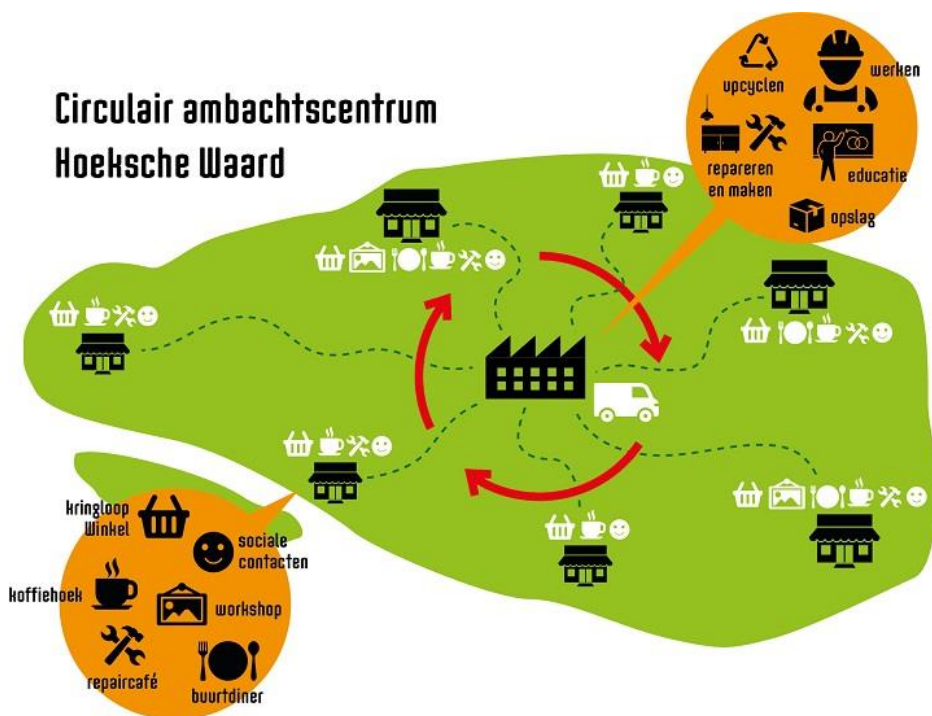 Circulair ambachtscentrum
Hoeksche Waard
upcyclen
werken
repareren
en maken
educatie
opslag
kringloop
Winkel
sociale
contacten
koffiehoek
workshop
repaircafé
buurtdiner